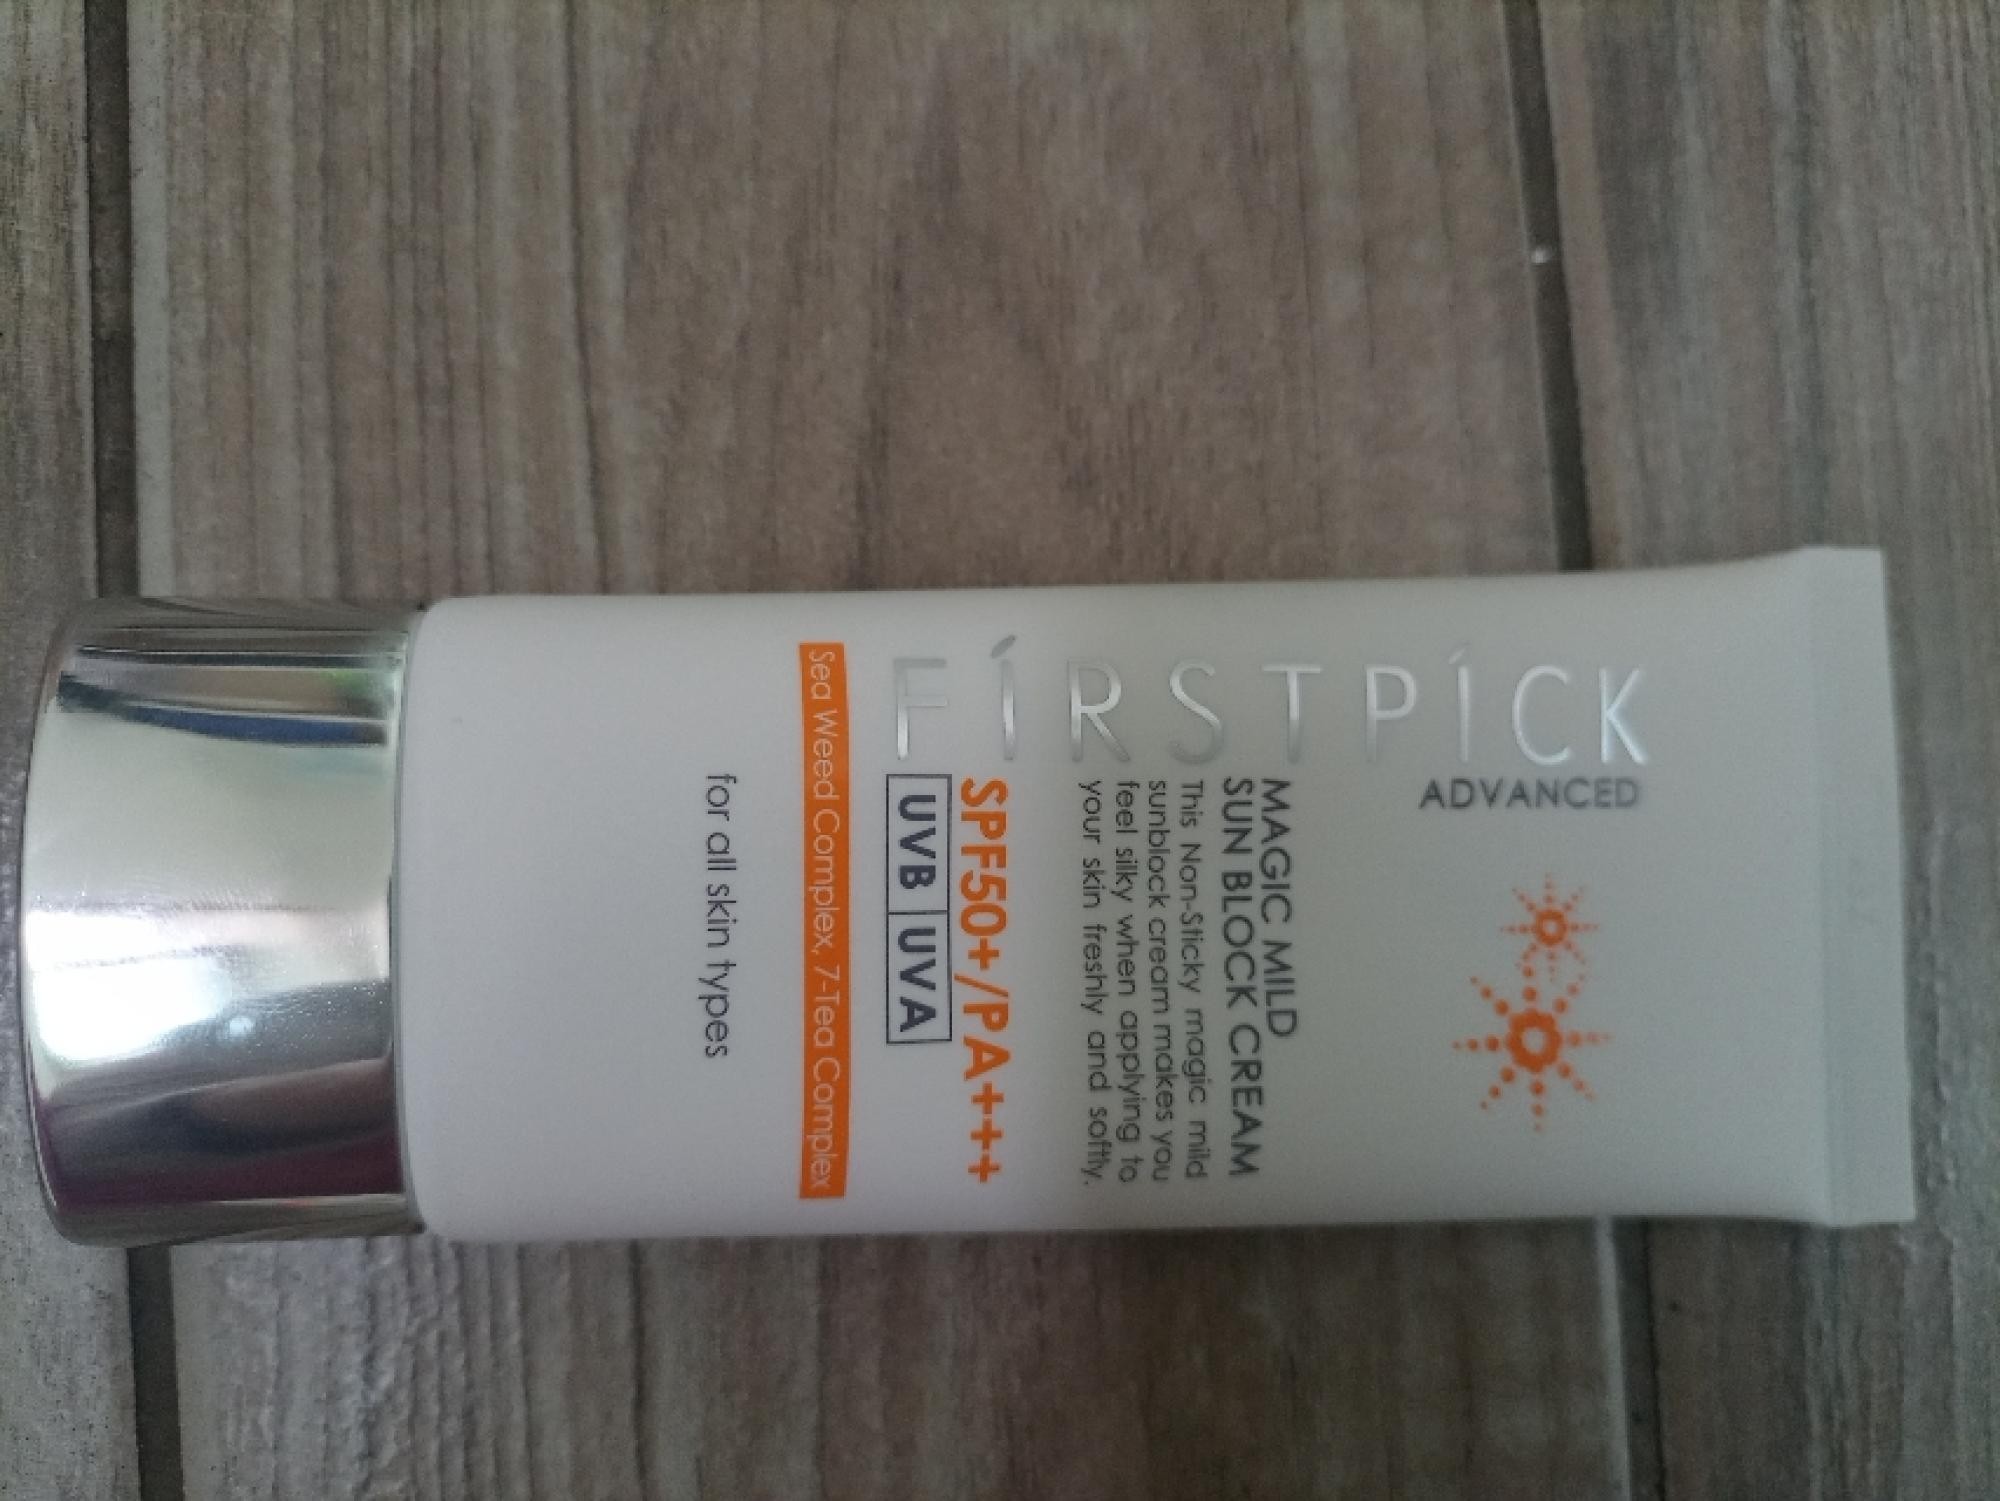 FÍRSTPÍCK
ADVANCED
MAGIC MILD
SUN BLOCK CREAM
This Non-Sticky magic mild
sunblock cream makes you
feel silky when applying to
your skin freshly and softly.
SPF50+/PA+++
UVB UVA
Sea Weed Complex, 7-Tea Complex
for all skin types